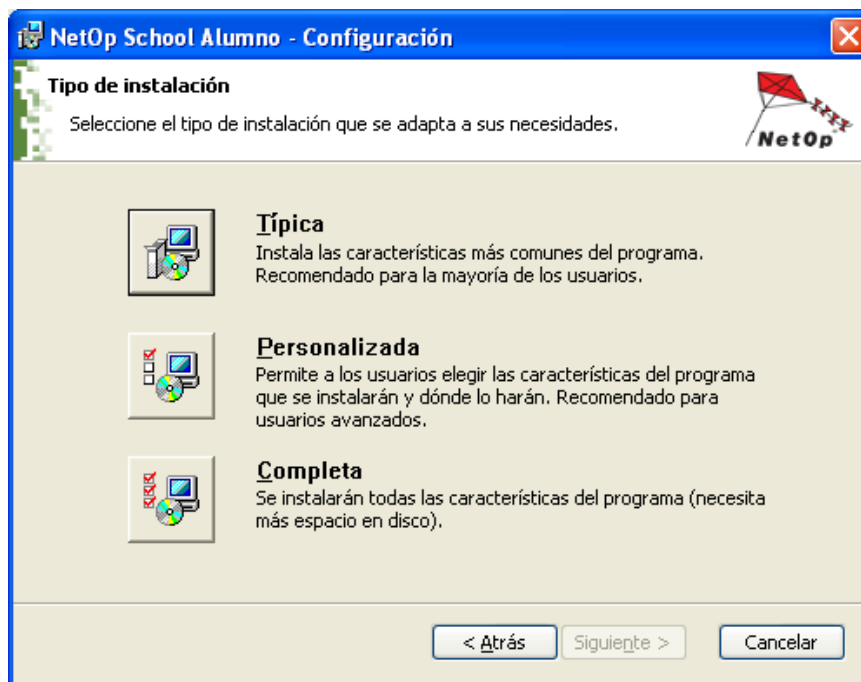 NetOp School Alumno - Configuración
Tipo de instalación
Seleccione el tipo de instalación que se adapta a sus necesidades.
NetOp
Típica
Instala las características más comunes del programa.
Recomendado para la mayoría de los usuarios.
Personalizada
Permite a los usuarios elegir las características del programa
que se instalarán y dónde lo harán. Recomendado para
usuarios avanzados.
Completa
Se instalarán todas las características del programa (necesita
más espacio en disco).
< Atrás
Siguiente >
Cancelar